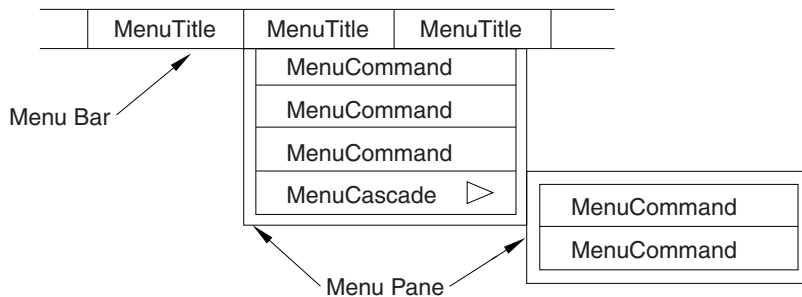 MenuTitle MenuTitle MenuTitle
MenuCommand
Menu Bar
MenuCommand
MenuCommand
MenuCascade
MenuCommand
MenuCommand
Menu Pane